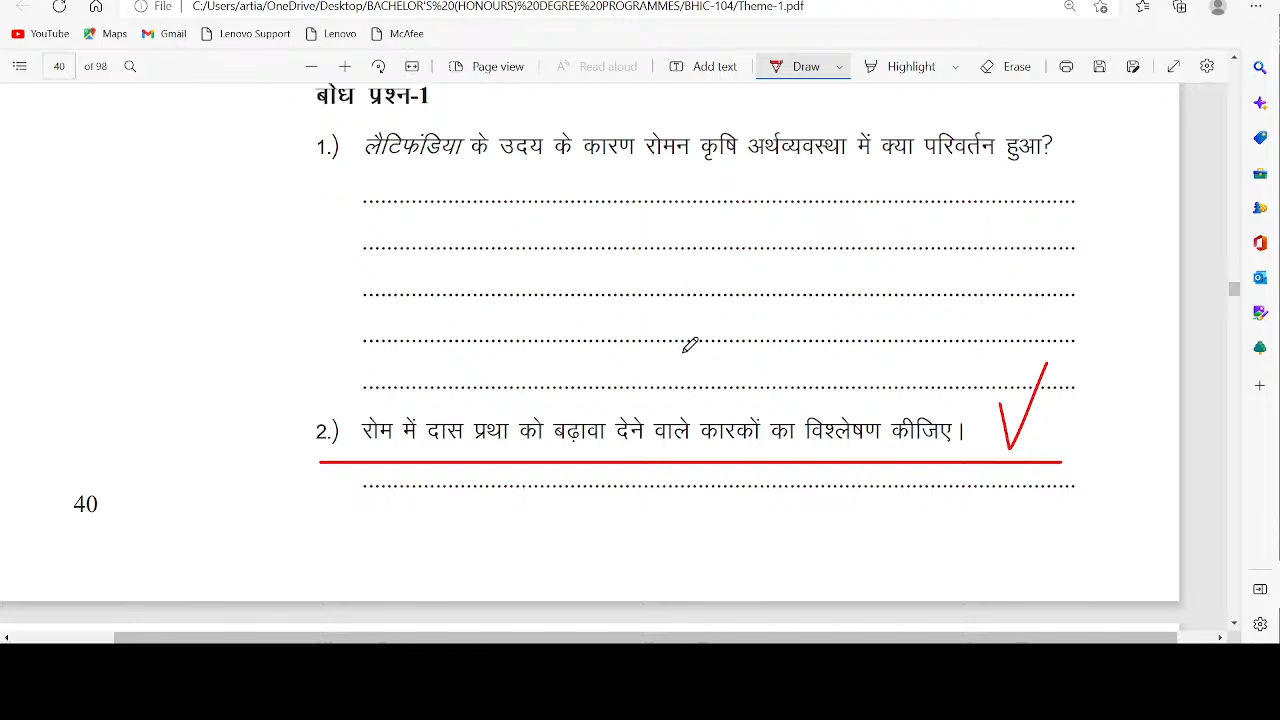 File
C:/Users/artia/OneDrive/Desktop/BACHELOR'S%20(HONOURS)%20DEGREE%20PROGRAMMES/BHIC-104/Theme-1.pdf
YouTube Maps Gmail Lenovo Support Lenovo McAfee
40 of 98 Page view Read aloud Add text Draw Highlight Erase
बोध प्रश्न-1
1.) लैटिफंडिया के उदय के कारण रोमन कृषि अर्थव्यवस्था में क्या परिवर्तन हुआ?
2.) रोम में दास प्रथा को बढ़ावा देने वाले कारकों का विश्लेषण कीजिए।
40